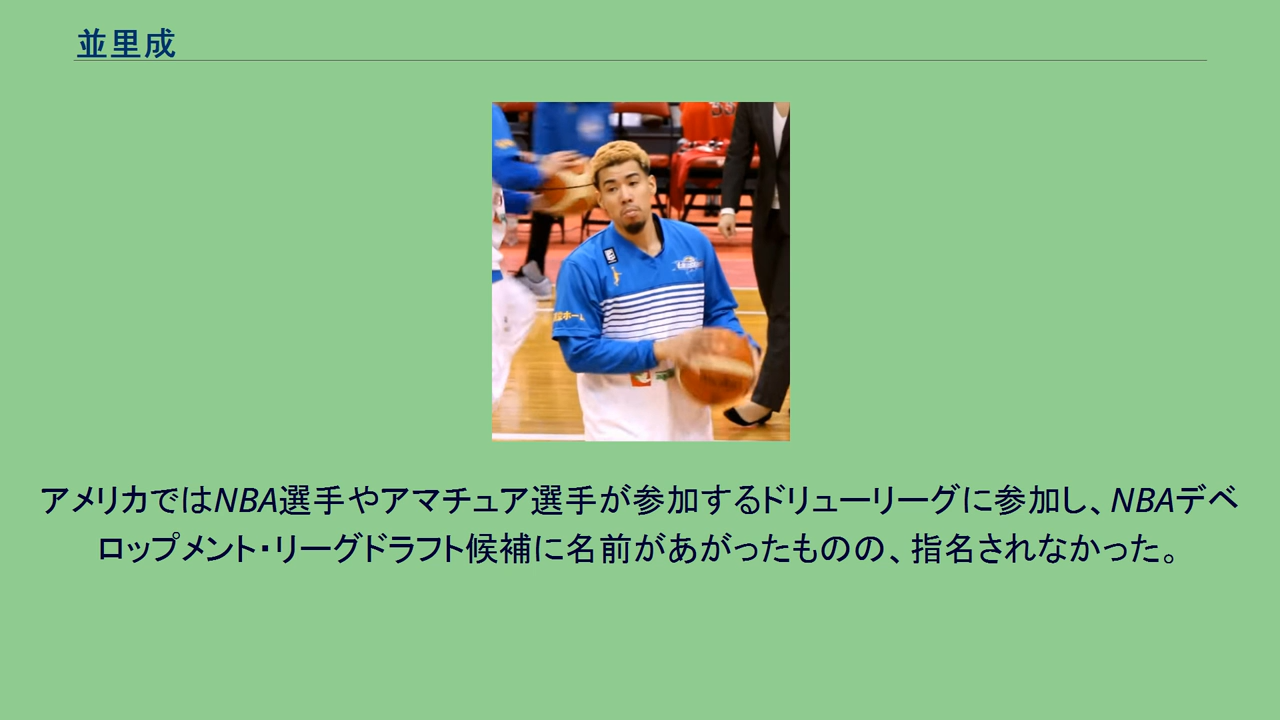 並里成
アメリカではNBA選手やアマチュア選手が参加するドリューリーグに参加し、NBAデベ
ロップメント・リーグドラフト候補に名前があがったものの、指名されなかった。